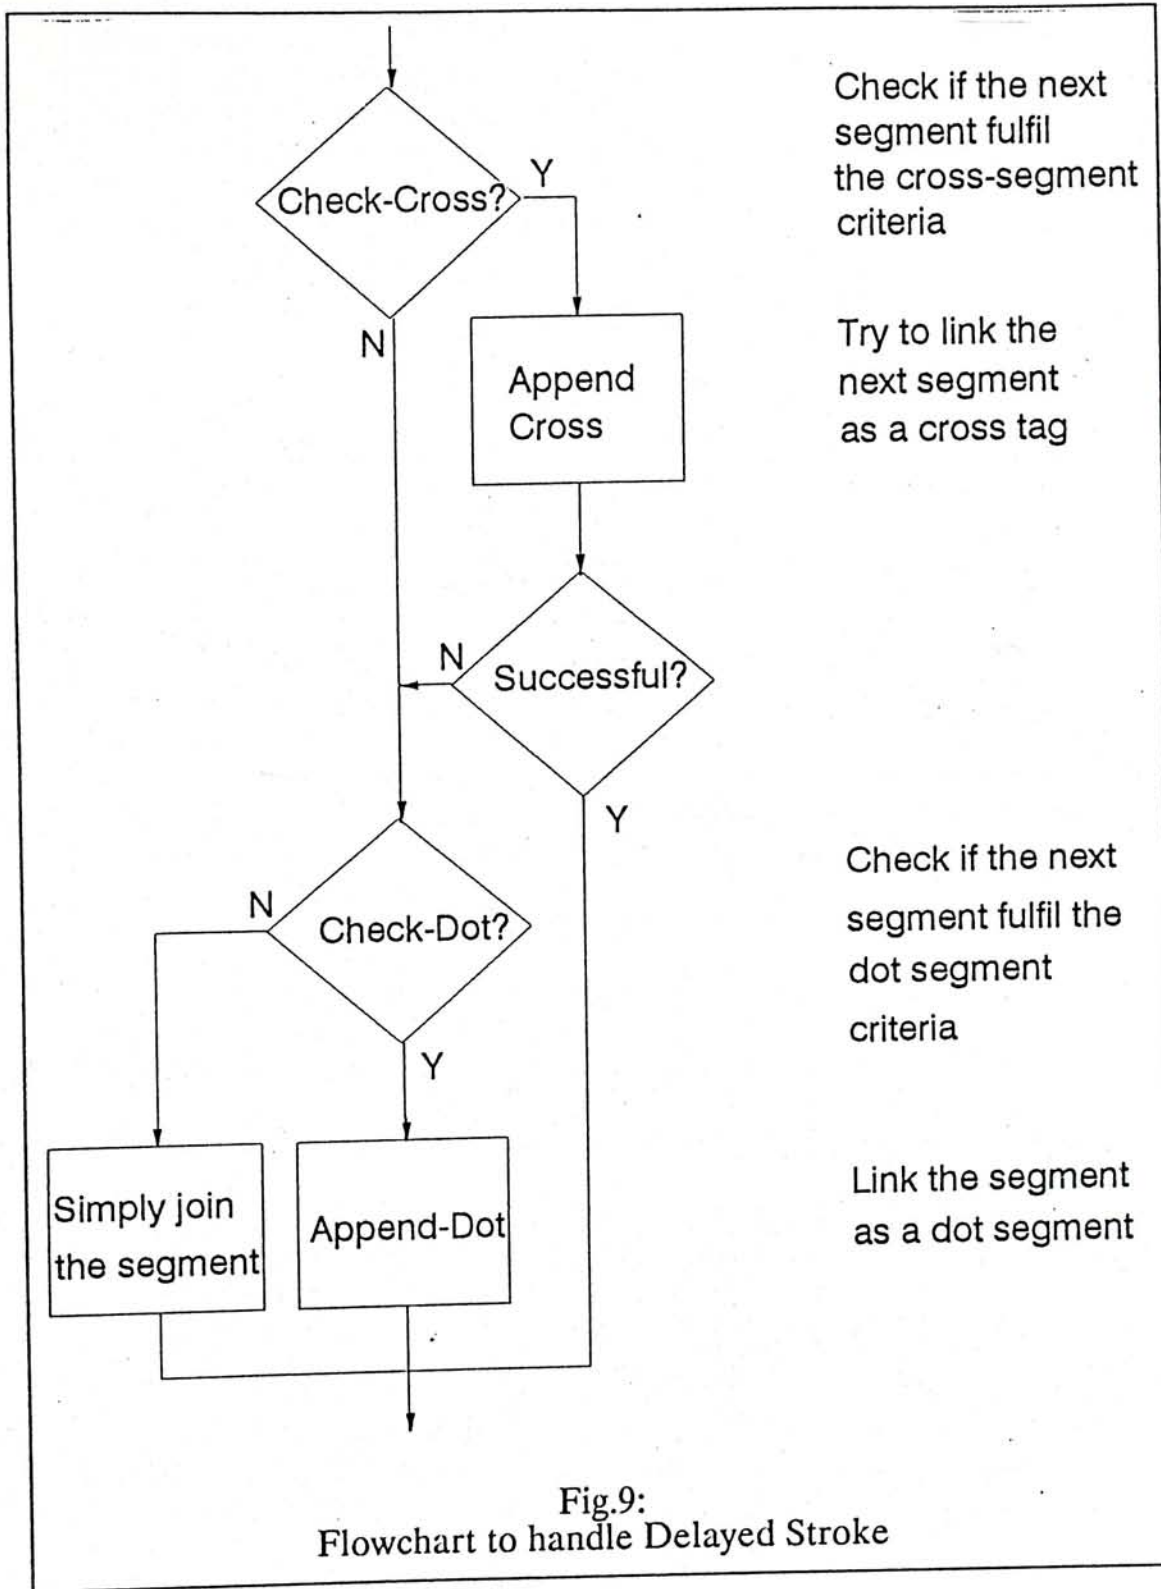 Check if the next
segment fulfil
the cross-segment
criteria
Check-Cross?
Y
N
Append
Cross
Try to link the
next segment
as a cross tag
N
Successful?
Y
Check if the next
segment fulfil the
dot segment
criteria
N
Check-Dot?
Y
Simply join
the segment
Append-Dot
Link the segment
as a dot segment
Fig.9:
Flowchart to handle Delayed Stroke